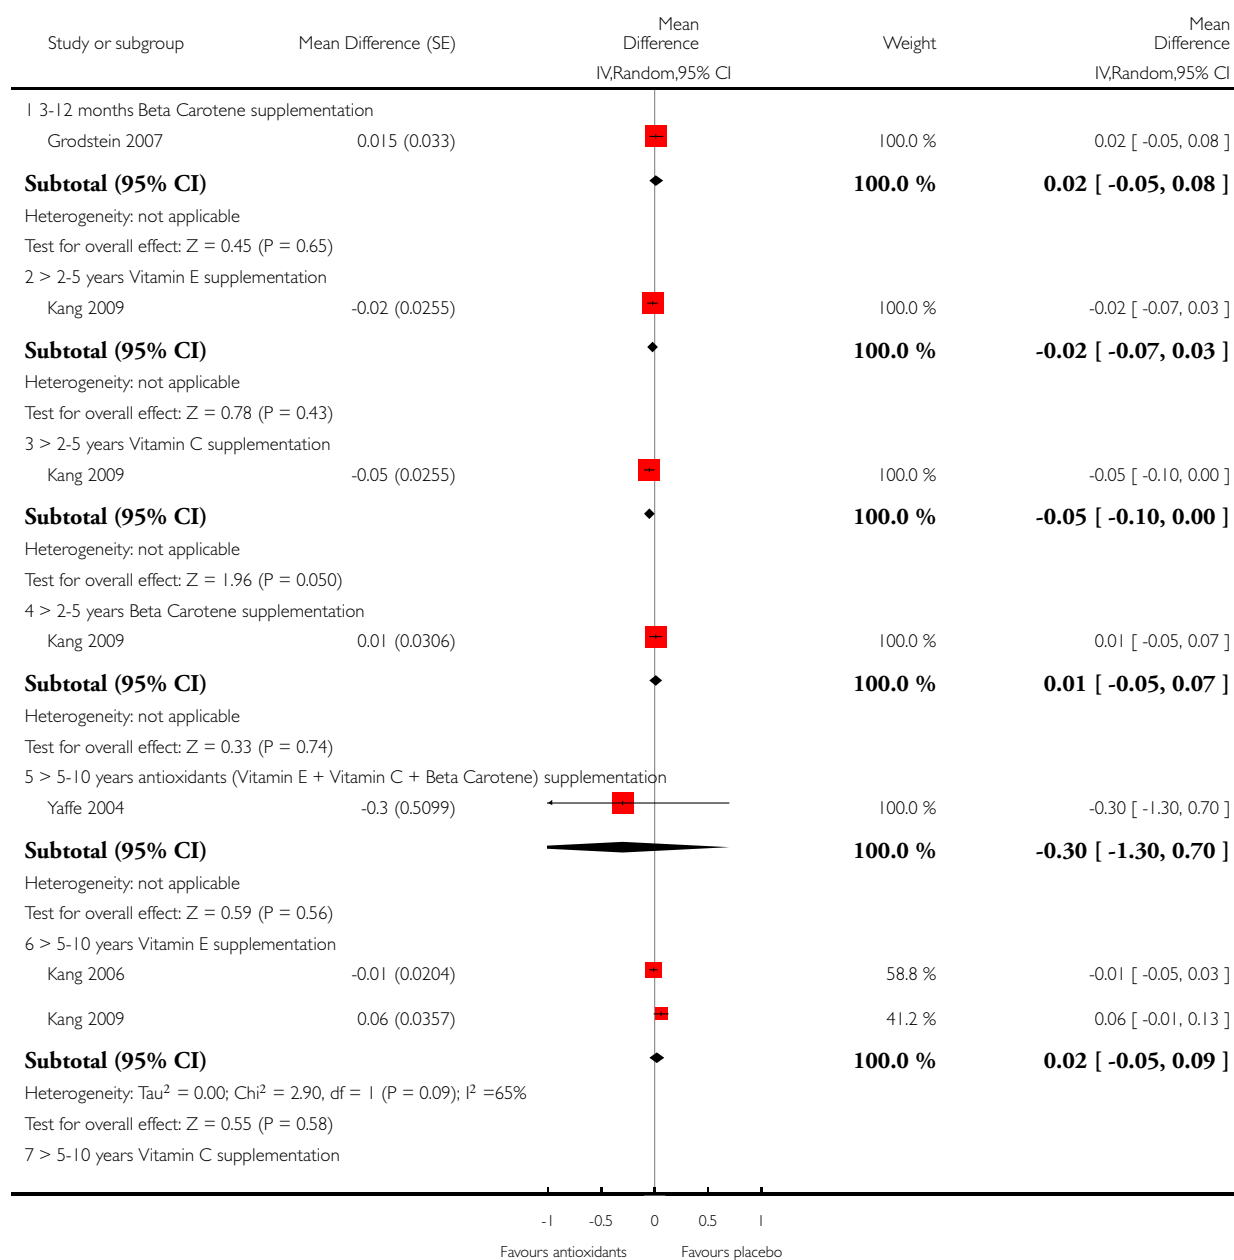 Study or subgroup Mean Difference (SE) Mean Difference Weight Mean Difference
IV,Random,95% CI IV,Random,95% CI
1 3-12 months Beta Carotene supplementation
Grodstein 2007 0.015 (0.033) 100.0 % 0.02 [ -0.05, 0.08 ]
Subtotal (95% CI) 100.0 % 0.02 [ -0.05, 0.08 ]
Heterogeneity: not applicable
Test for overall effect: Z = 0.45 (P = 0.65)
2 > 2-5 years Vitamin E supplementation
Kang 2009 -0.02 (0.0255) 100.0 % -0.02 [ -0.07, 0.03 ]
Subtotal (95% CI) 100.0 % -0.02 [ -0.07, 0.03 ]
Heterogeneity: not applicable
Test for overall effect: Z = 0.78 (P = 0.43)
3 > 2-5 years Vitamin C supplementation
Kang 2009 -0.05 (0.0255) 100.0 % -0.05 [ -0.10, 0.00 ]
Subtotal (95% CI) 100.0 % -0.05 [ -0.10, 0.00 ]
Heterogeneity: not applicable
Test for overall effect: Z = 1.96 (P = 0.050)
4 > 2-5 years Beta Carotene supplementation
Kang 2009 0.01 (0.0306) 100.0 % 0.01 [ -0.05, 0.07 ]
Subtotal (95% CI) 100.0 % 0.01 [ -0.05, 0.07 ]
Heterogeneity: not applicable
Test for overall effect: Z = 0.33 (P = 0.74)
5 > 5-10 years antioxidants (Vitamin E + Vitamin C + Beta Carotene) supplementation
Yaffe 2004 -0.3 (0.5099) 100.0 % -0.30 [ -1.30, 0.70 ]
Subtotal (95% CI) 100.0 % -0.30 [ -1.30, 0.70 ]
Heterogeneity: not applicable
Test for overall effect: Z = 0.59 (P = 0.56)
6 > 5-10 years Vitamin E supplementation
Kang 2006 -0.01 (0.0204) 58.8 % -0.01 [ -0.05, 0.03 ]
Kang 2009 0.06 (0.0357) 41.2 % 0.06 [ -0.01, 0.13 ]
Subtotal (95% CI) 100.0 % 0.02 [ -0.05, 0.09 ]
Heterogeneity: Tau² = 0.00; Chi² = 2.90, df = 1 (P = 0.09); I² =65%
Test for overall effect: Z = 0.55 (P = 0.58)
7 > 5-10 years Vitamin C supplementation
-1 -0.5 0 0.5 1
Favours antioxidants Favours placebo